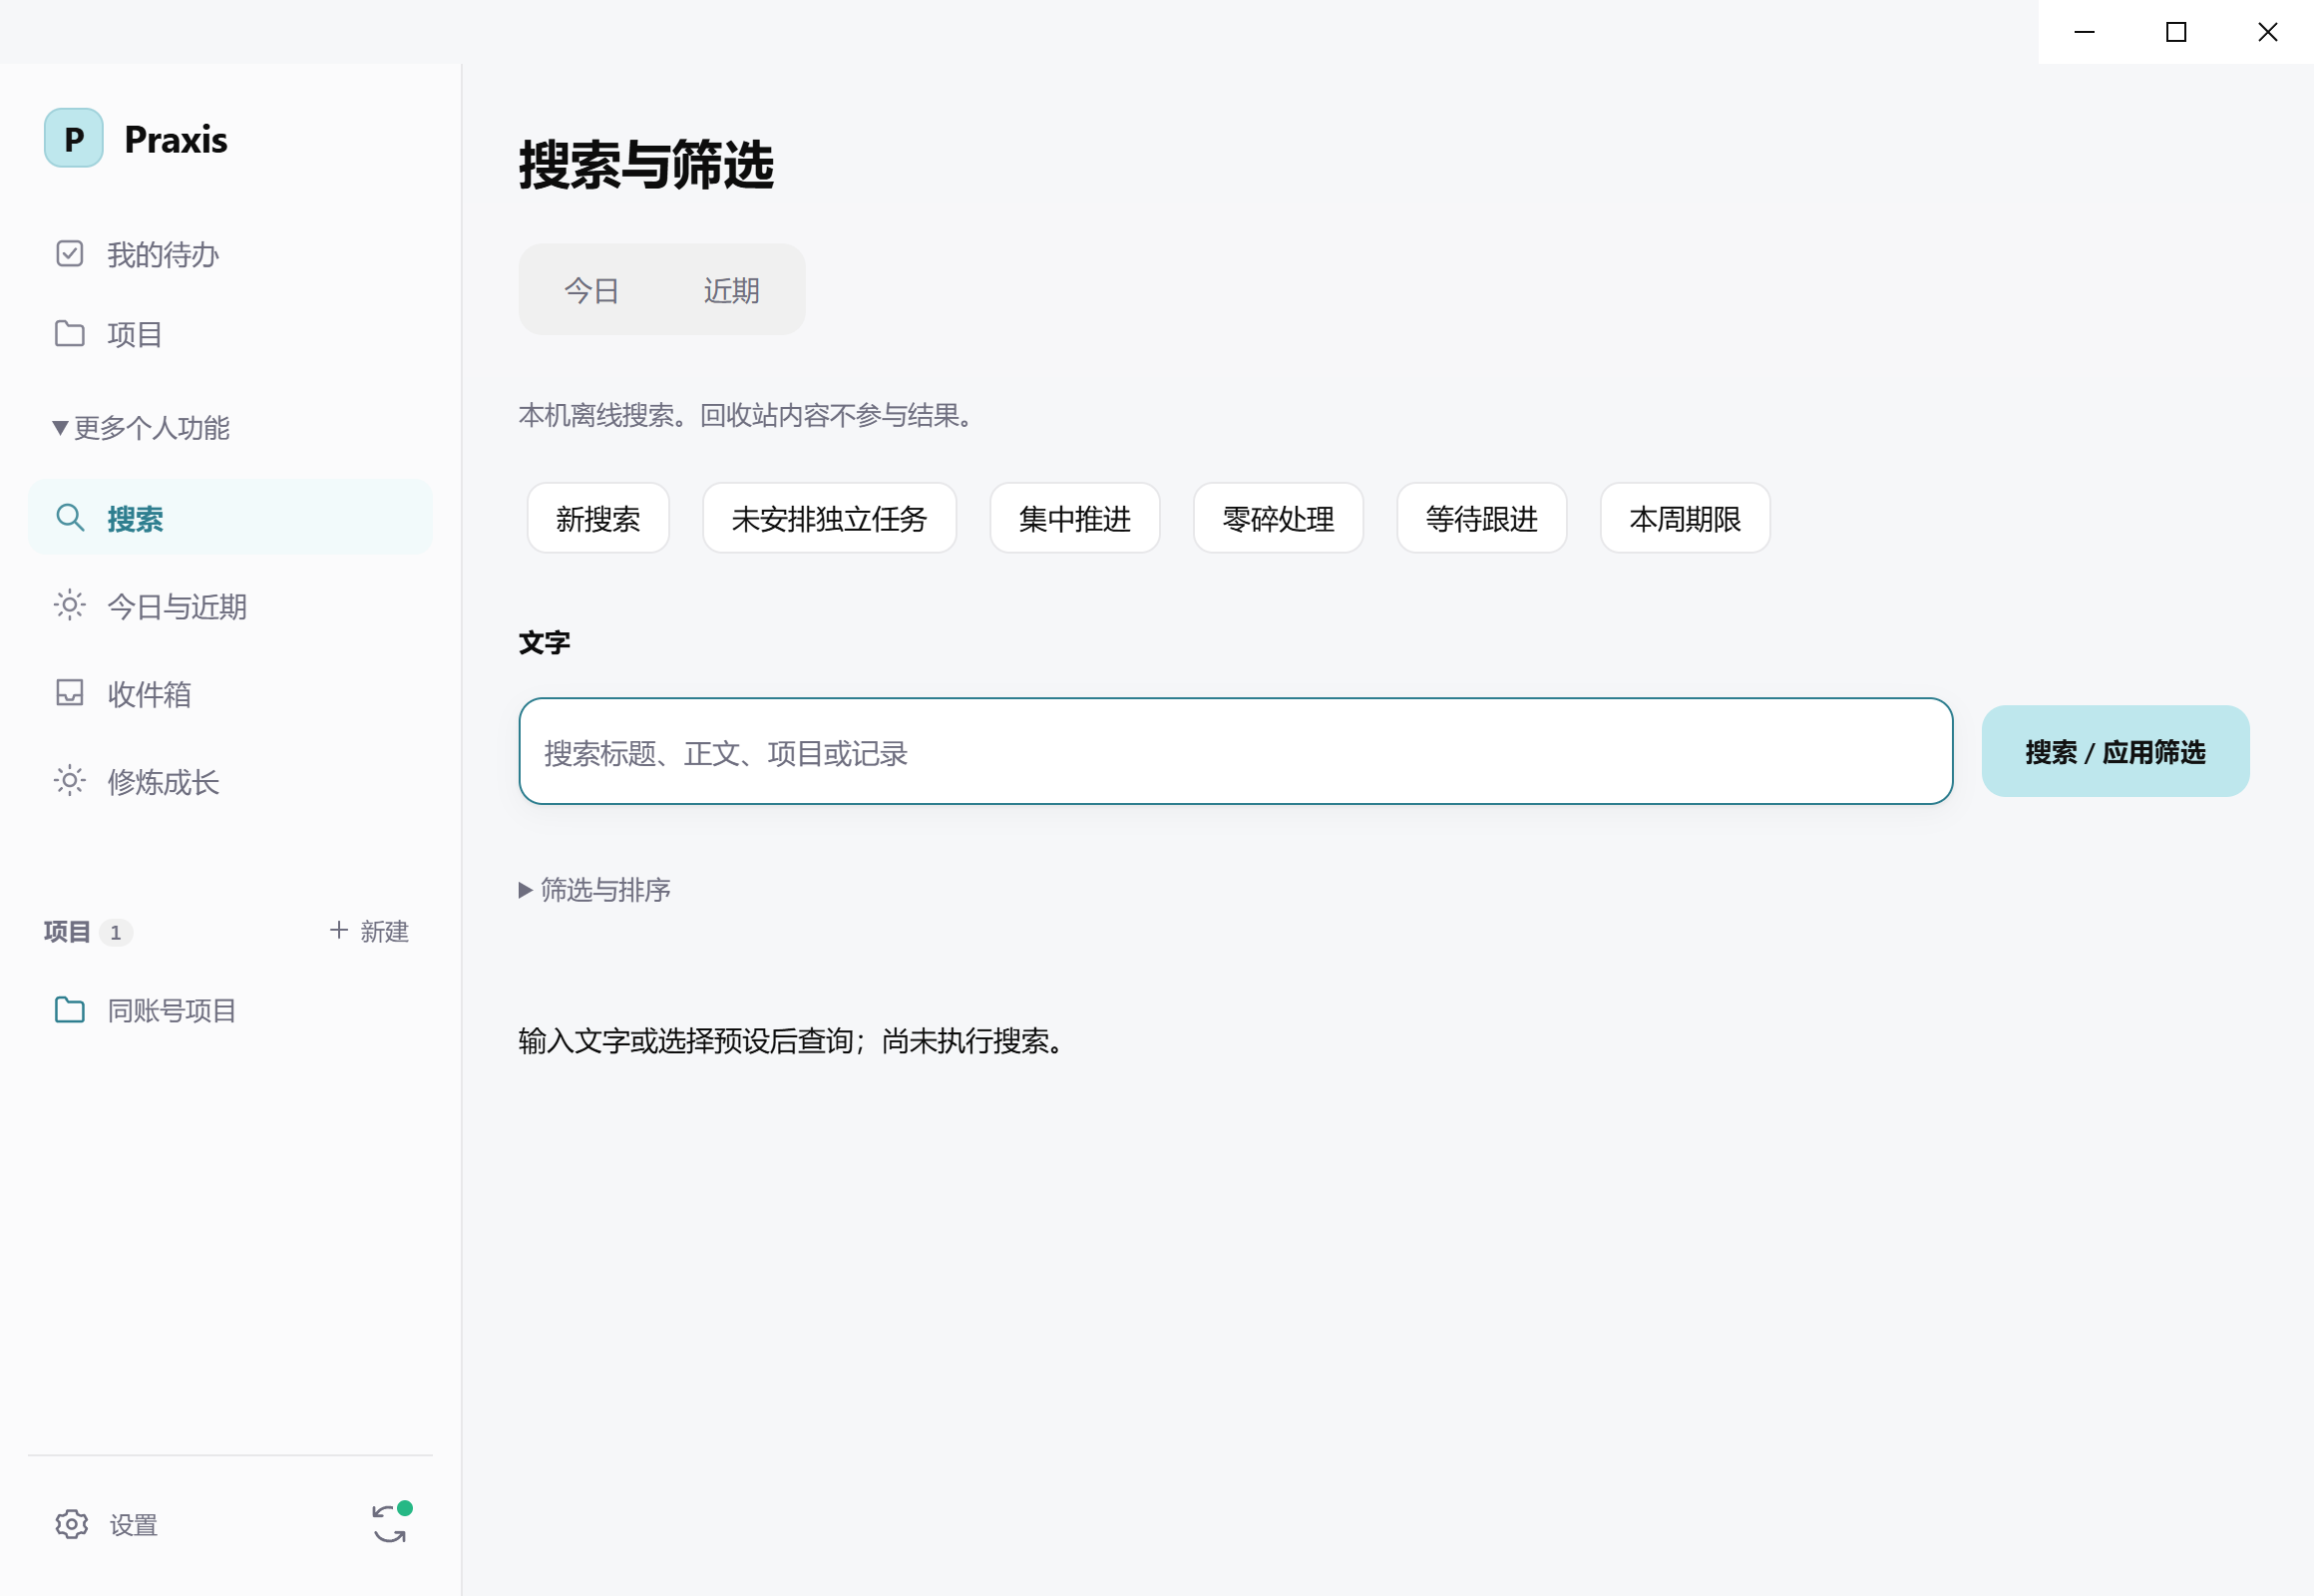 P Praxis
我的待办
项目
更多个人功能
搜索
今日与近期
收件箱
修炼成长
项目 1 新建
同账号项目
设置
搜索与筛选
今日 近期
本机离线搜索。回收站内容不参与结果。
新搜索 未安排独立任务 集中推进 零碎处理 等待跟进 本周期限
文字
搜索标题、正文、项目或记录 搜索 / 应用筛选
筛选与排序
输入文字或选择预设后查询；尚未执行搜索。